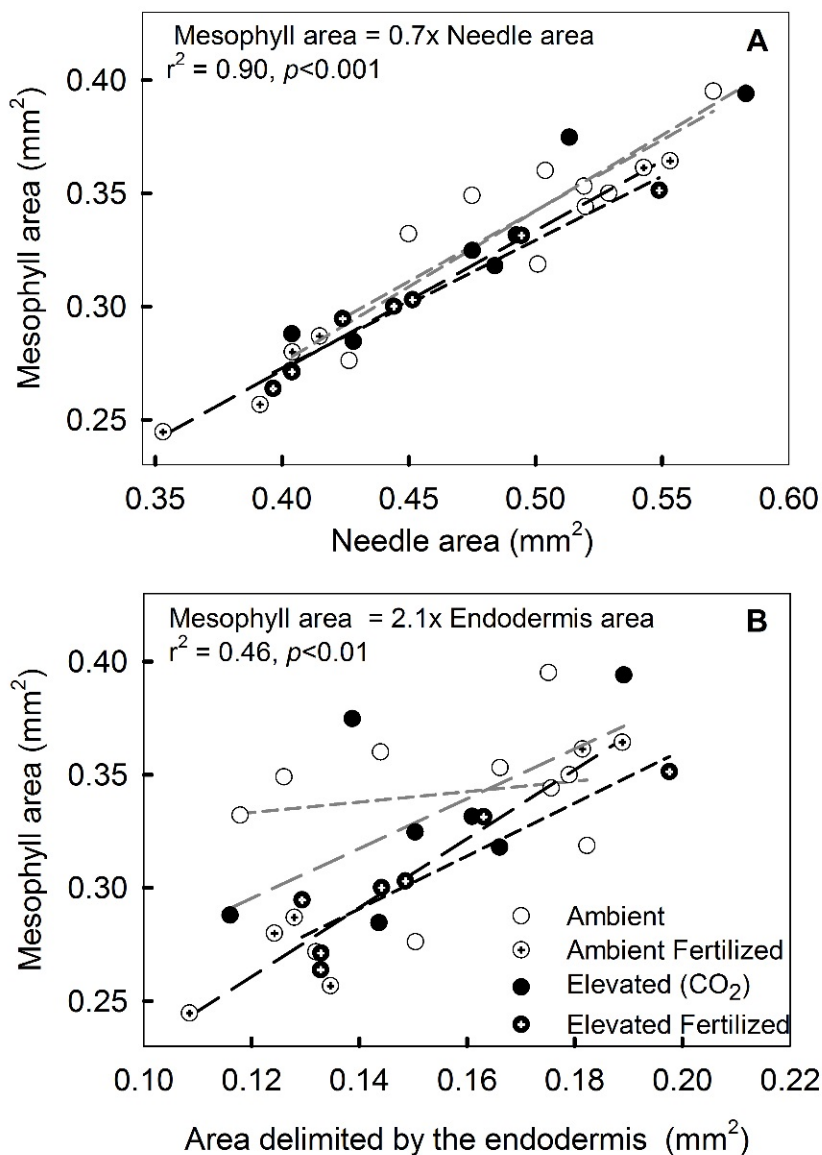 Mesophyll area = 0.7x Needle area
A
r² = 0.90, p<0.001
0.40
0.35
0.30
0.25
Mesophyll area (mm²)
0.35 0.40 0.45 0.50 0.55 0.60
Needle area (mm²)
Mesophyll area = 2.1x Endodermis area
B
r² = 0.46, p<0.01
0.40
0.35
0.30
0.25
Mesophyll area (mm²)
Ambient
Ambient Fertilized
Elevated (CO₂)
Elevated Fertilized
0.10 0.12 0.14 0.16 0.18 0.20 0.22
Area delimited by the endodermis (mm²)